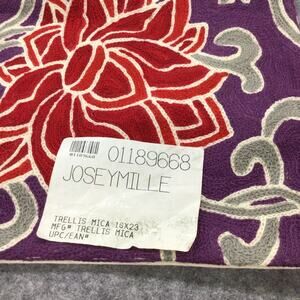 01189668
JOSEYMILLE
TRELLIS MICA 18X23
MFG# TRELLIS MICA
UPC/EAN#